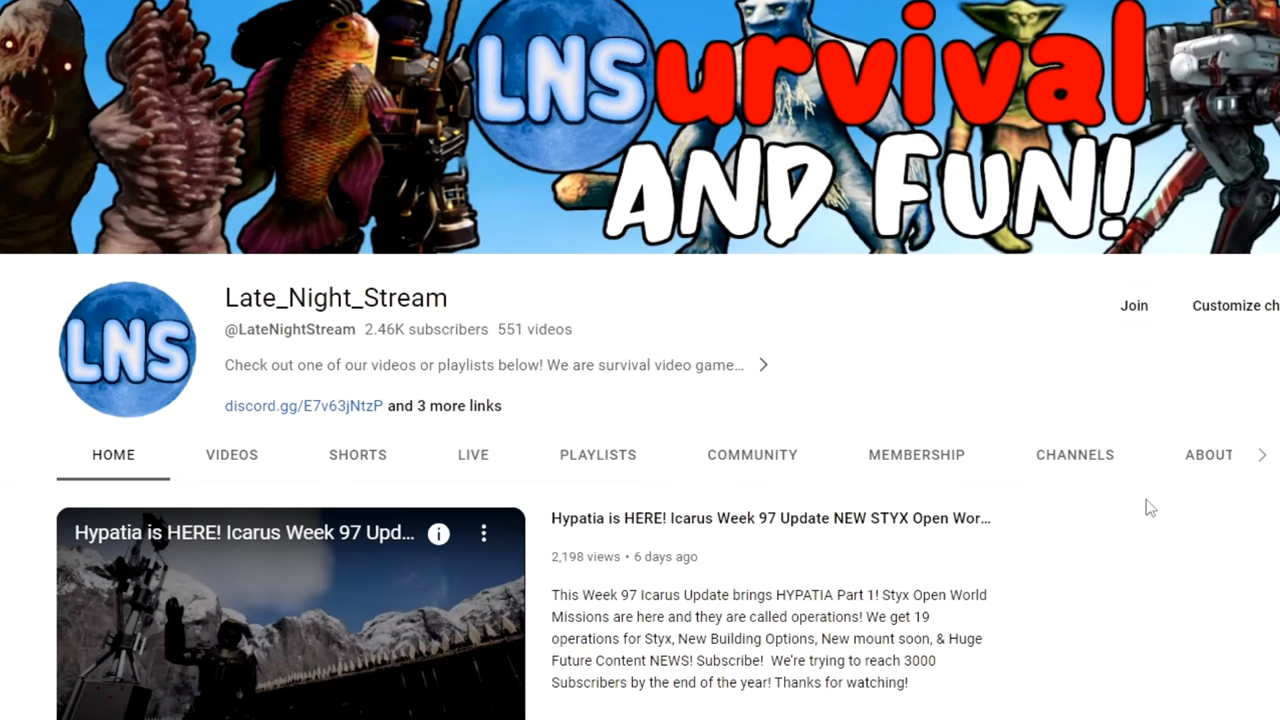 LNSurvival
AND FUN!
LNS
Late_Night_Stream
@LateNightStream 2.46K subscribers 551 videos
Check out one of our videos or playlists below! We are survival video game...
discord.gg/E7v63jNtzP and 3 more links
Join
Customize ch
HOME VIDEOS SHORTS LIVE PLAYLISTS COMMUNITY MEMBERSHIP CHANNELS ABOUT
Hypatia is HERE! Icarus Week 97 Upd...
Hypatia is HERE! Icarus Week 97 Update NEW STYX Open Wor...
2,198 views • 6 days ago
This Week 97 Icarus Update brings HYPATIA Part 1! Styx Open World
Missions are here and they are called operations! We get 19
operations for Styx, New Building Options, New mount soon, & Huge
Future Content NEWS! Subscribe! We're trying to reach 3000
Subscribers by the end of the year! Thanks for watching!